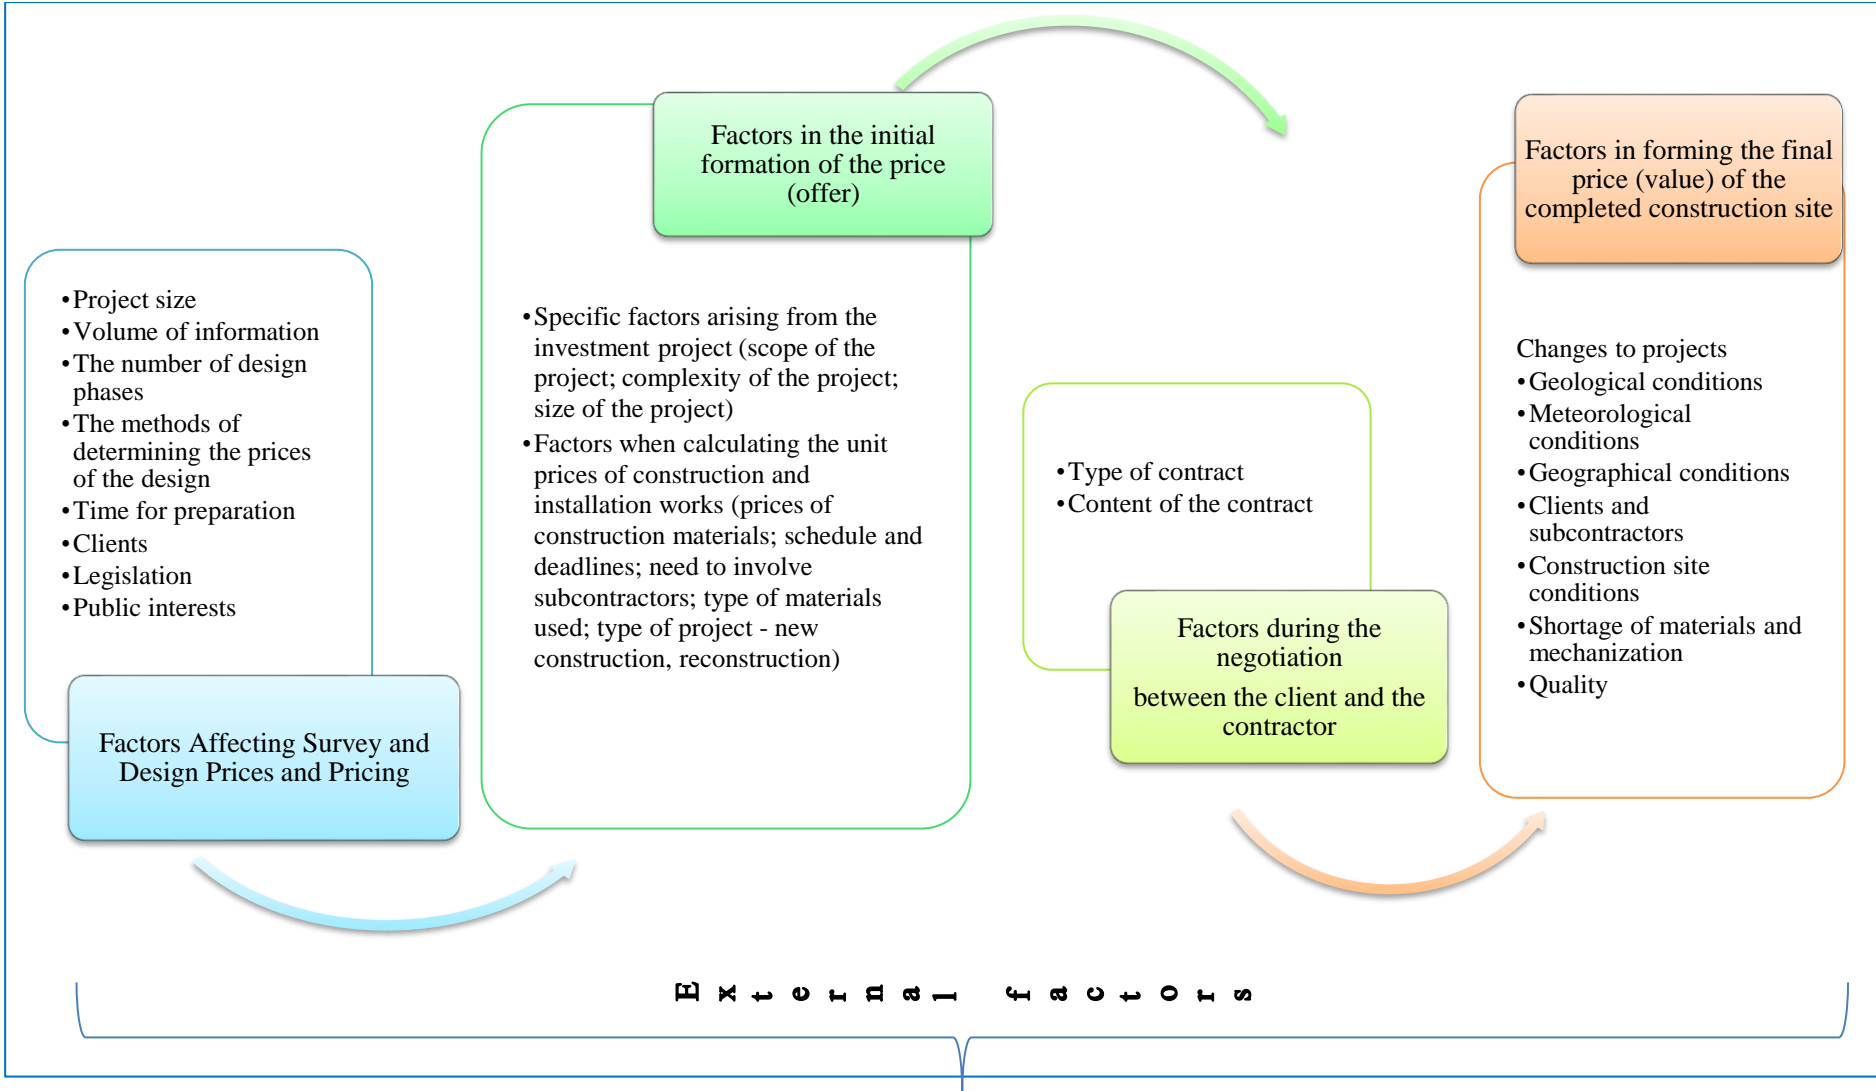 •Project size
•Volume of information
•The number of design
phases
•The methods of
determining the prices
of the design
•Time for preparation
•Clients
•Legislation
•Public interests
Factors Affecting Survey and
Design Prices and Pricing
Factors in the initial
formation of the price
(offer)
•Specific factors arising from the
investment project (scope of the
project; complexity of the project;
size of the project)
•Factors when calculating the unit
prices of construction and
installation works (prices of
construction materials; schedule and
deadlines; need to involve
subcontractors; type of materials
used; type of project - new
construction, reconstruction)
•Type of contract
•Content of the contract
Factors during the
negotiation
between the client and the
contractor
Factors in forming the final
price (value) of the
completed construction site
Changes to projects
•Geological conditions
•Meteorological
conditions
•Geographical conditions
•Clients and
subcontractors
•Construction site
conditions
•Shortage of materials and
mechanization
•Quality
External factors